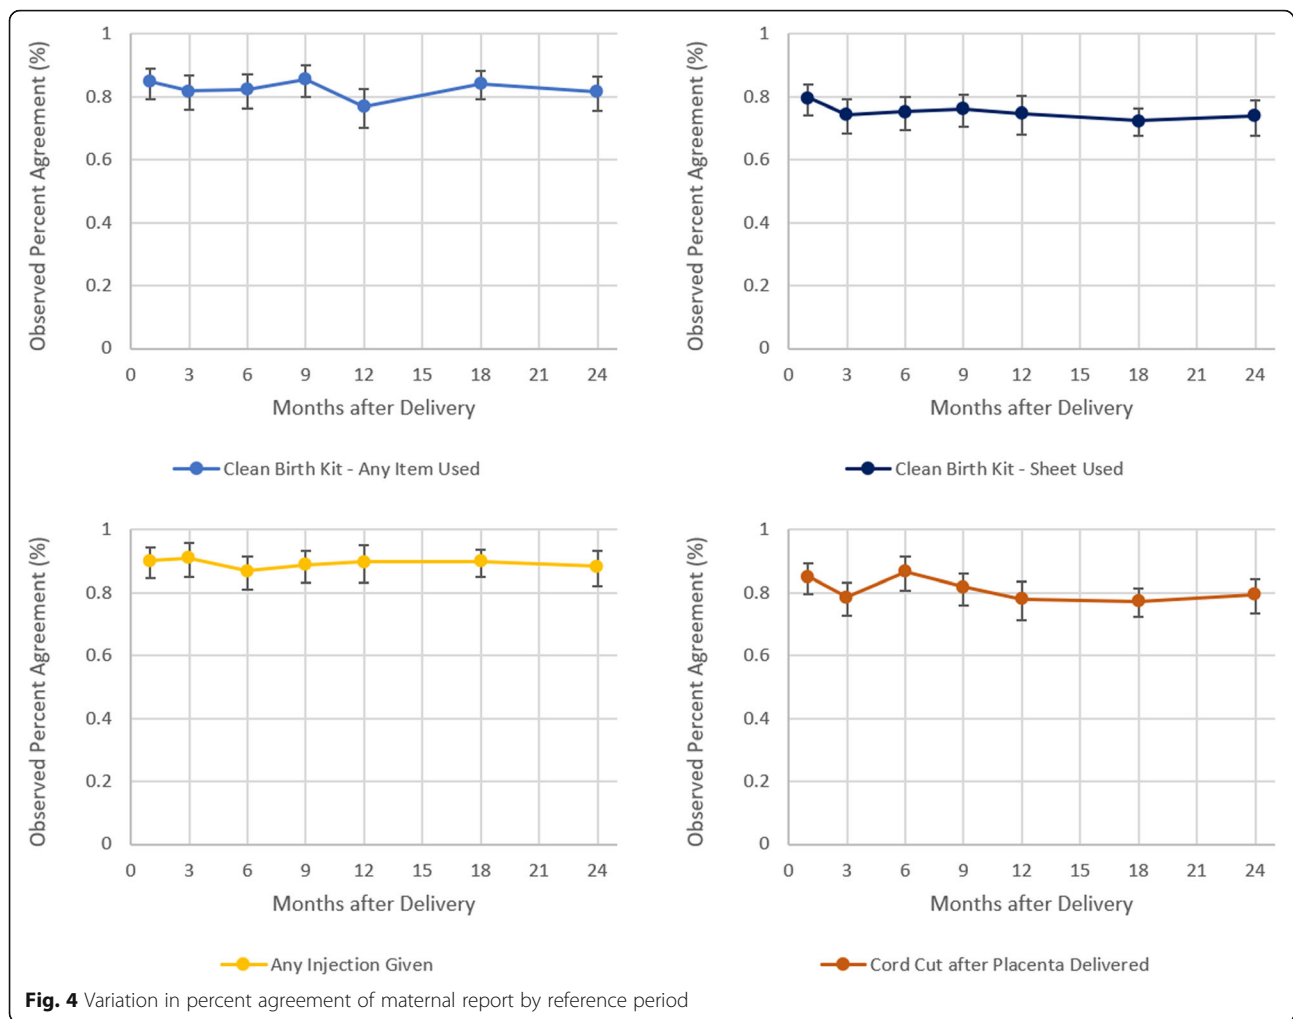 Observed Percent Agreement (%)
1
0.8
0.6
0.4
0.2
0
0 3 6 9 12 15 18 21 24
Months after Delivery
Clean Birth Kit - Any Item Used
Observed Percent Agreement (%)
1
0.8
0.6
0.4
0.2
0
0 3 6 9 12 15 18 21 24
Months after Delivery
Clean Birth Kit - Sheet Used
Observed Percent Agreement (%)
1
0.8
0.6
0.4
0.2
0
0 3 6 9 12 15 18 21 24
Months after Delivery
Any Injection Given
Observed Percent Agreement (%)
1
0.8
0.6
0.4
0.2
0
0 3 6 9 12 15 18 21 24
Months after Delivery
Cord Cut after Placenta Delivered
Fig. 4 Variation in percent agreement of maternal report by reference period